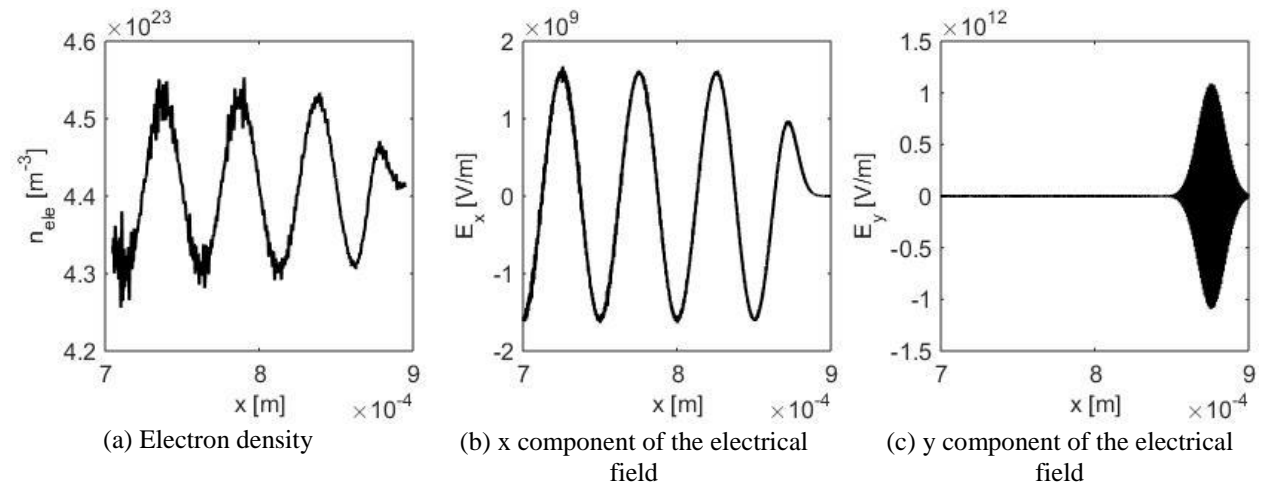 ×10²³
4.6
4.5
4.4
4.3
4.2
n_ele [m⁻³]
7
8
9
x [m]
×10⁻⁴
(a) Electron density
×10⁹
2
1
0
-1
-2
E_x [V/m]
7
8
9
x [m]
×10⁻⁴
(b) x component of the electrical
field
×10¹²
1.5
1
0.5
0
-0.5
-1
-1.5
E_y [V/m]
7
8
9
x [m]
×10⁻⁴
(c) y component of the electrical
field